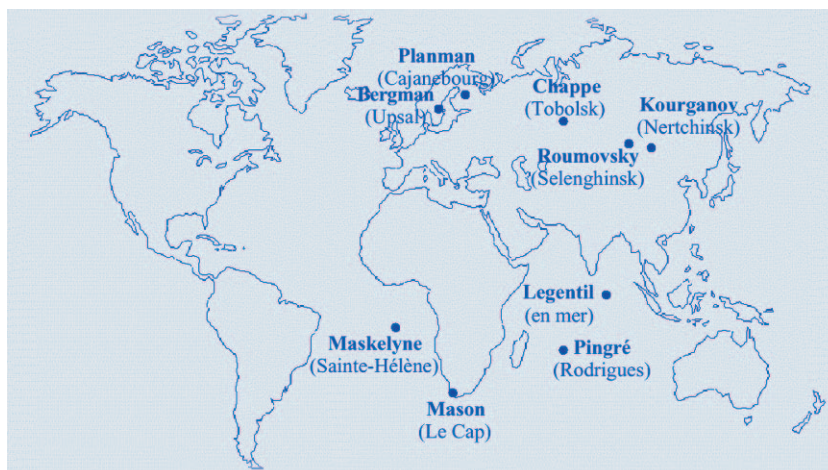 Planman
(Cajanebourg)
Bergman
(Upsal)
Chappe
(Tobolsk)
Kourganov
(Nertchinsk)
Roumovsky
(Selenghinsk)
Legentil
(en mer)
Maskelyne
(Sainte-Hélène)
Pingré
(Rodrigues)
Mason
(Le Cap)